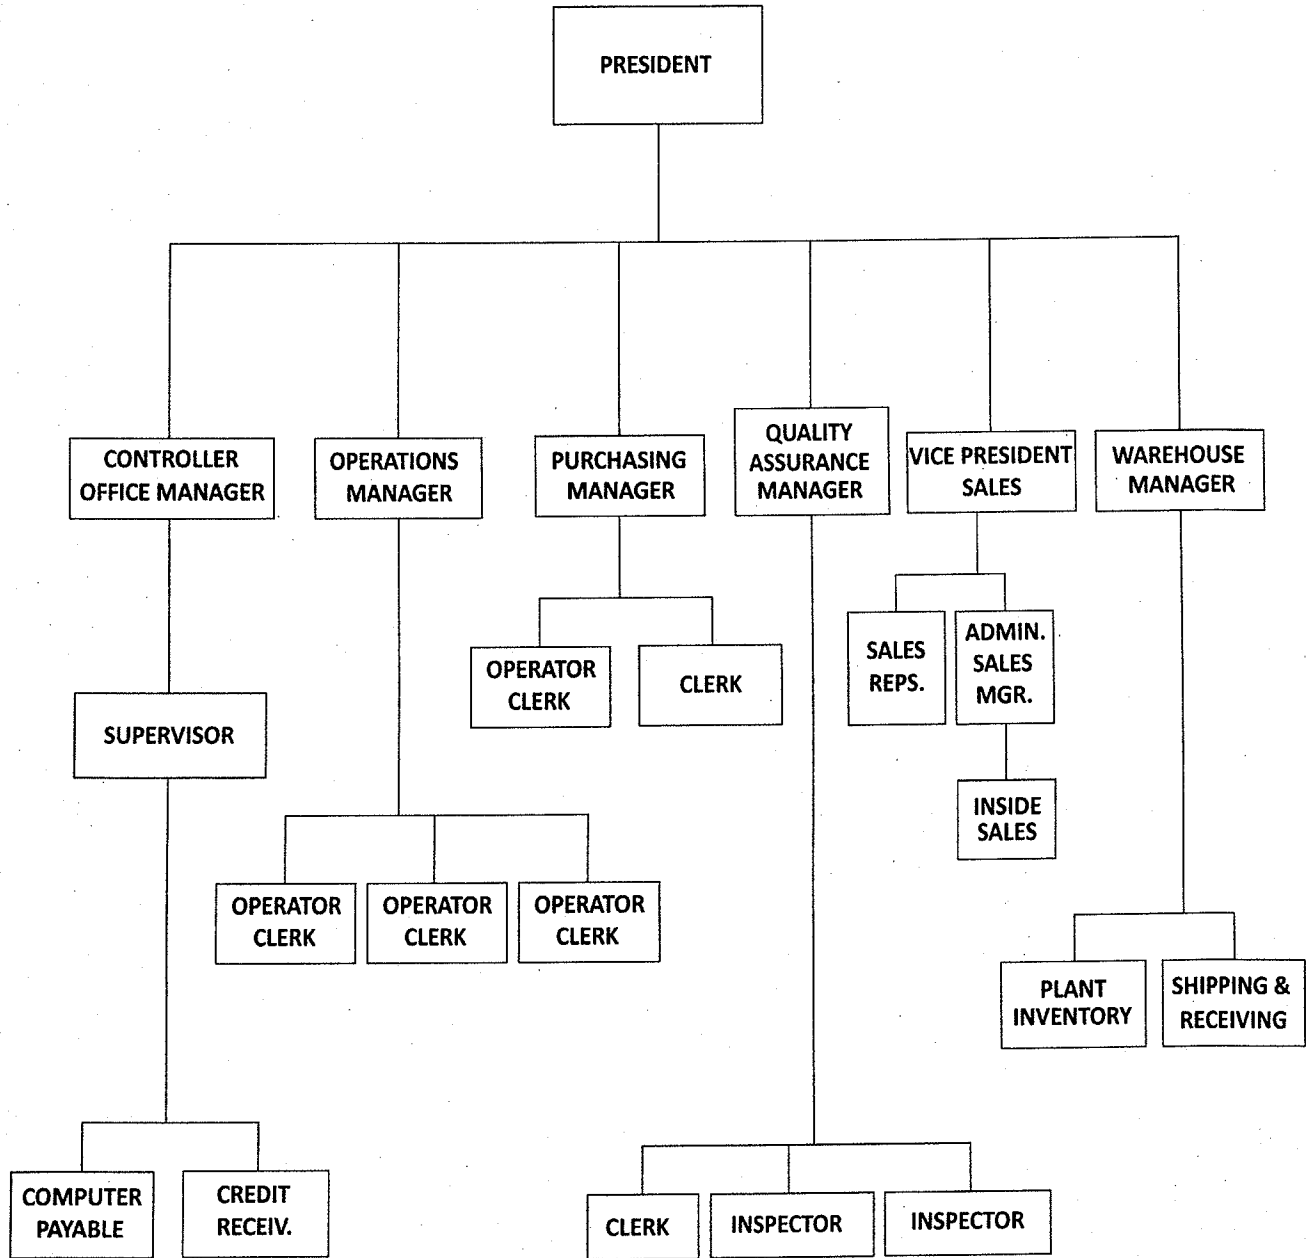 PRESIDENT
CONTROLLER
OFFICE MANAGER
OPERATIONS
MANAGER
PURCHASING
MANAGER
QUALITY
ASSURANCE
MANAGER
VICE PRESIDENT
SALES
WAREHOUSE
MANAGER
SUPERVISOR
OPERATOR
CLERK
CLERK
SALES
REPS.
ADMIN.
SALES
MGR.
INSIDE
SALES
OPERATOR
CLERK
OPERATOR
CLERK
OPERATOR
CLERK
PLANT
INVENTORY
SHIPPING &
RECEIVING
COMPUTER
PAYABLE
CREDIT
RECEIV.
CLERK
INSPECTOR
INSPECTOR